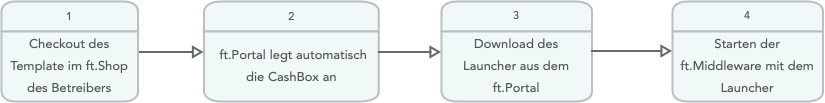 1
Checkout des
Template im ft.Shop
des Betreibers
2
ft.Portal legt automatisch
die CashBox an
3
Download des
Launcher aus dem
ft.Portal
4
Starten der
ft.Middleware mit dem
Launcher